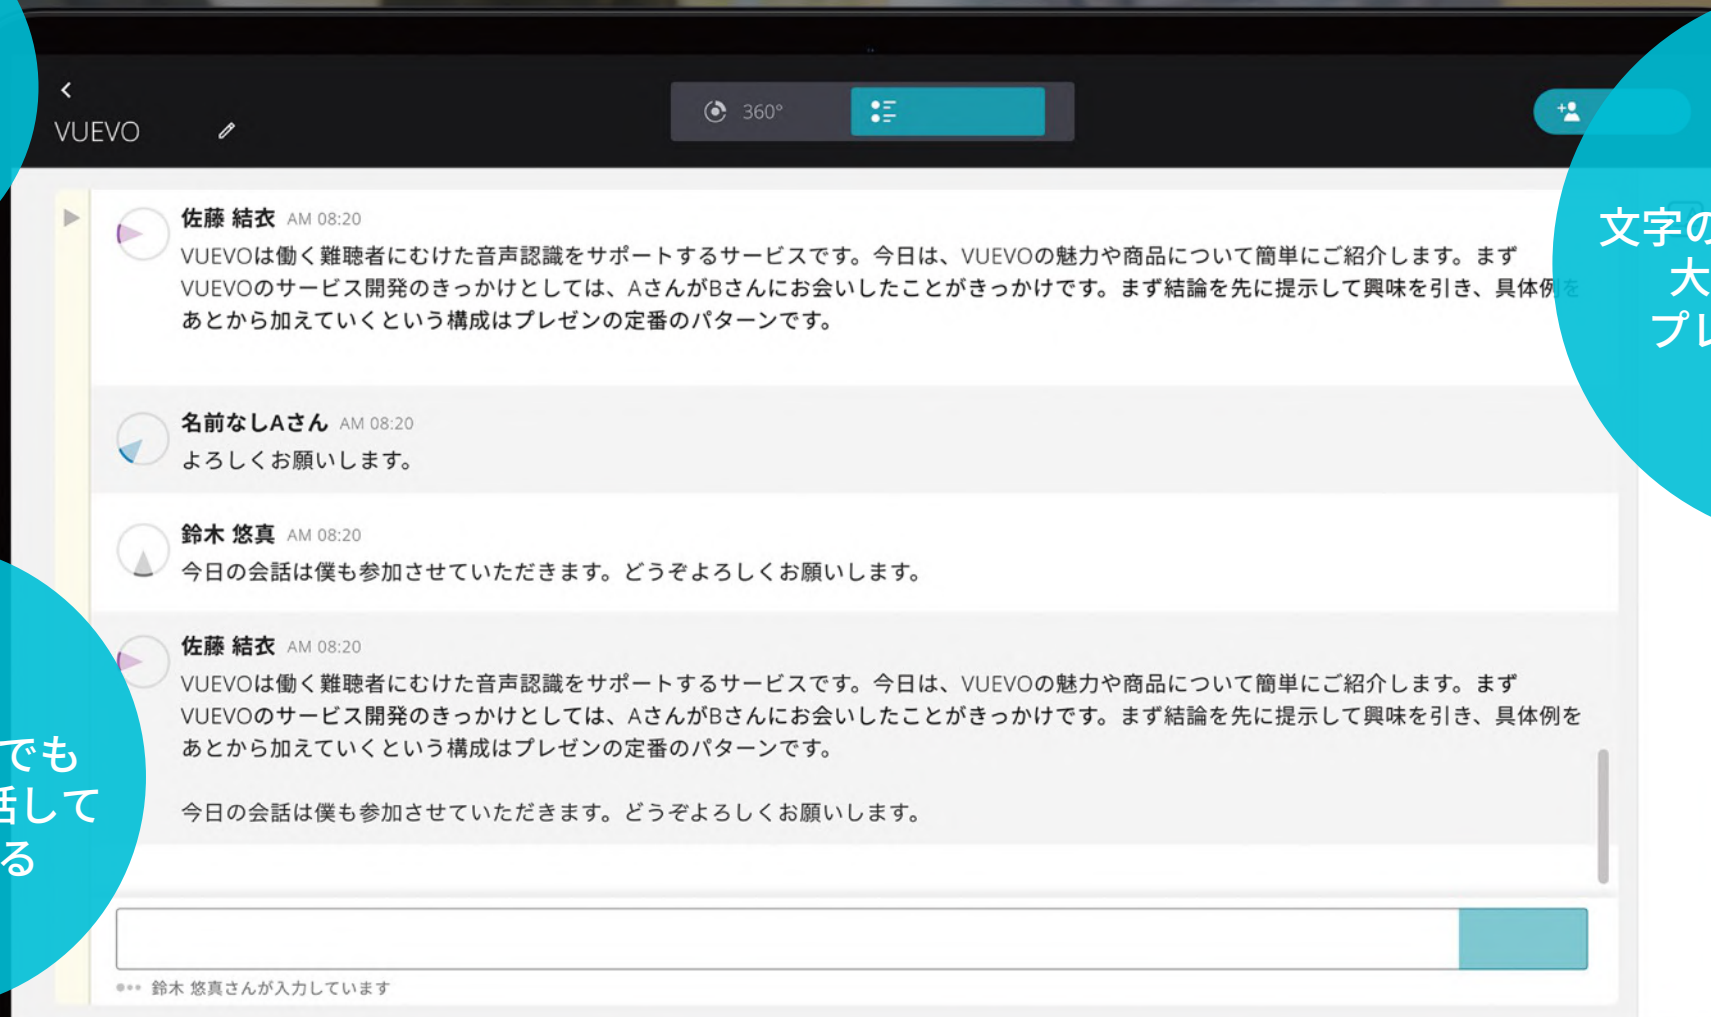 VUEVO
360°
佐藤 結衣 AM 08:20
VUEVOは働く難聴者にむけた音声認識をサポートするサービスです。今日は、VUEVOの魅力や商品について簡単にご紹介します。まず
VUEVOのサービス開発のきっかけとしては、AさんがBさんにお会いしたことがきっかけです。まず結論を先に提示して興味を引き、具体例を
あとから加えていくという構成はプレゼンの定番のパターンです。
名前なしAさん AM 08:20
よろしくお願いします。
鈴木 悠真 AM 08:20
今日の会話は僕も参加させていただきます。どうぞよろしくお願いします。
佐藤 結衣 AM 08:20
VUEVOは働く難聴者にむけた音声認識をサポートするサービスです。今日は、VUEVOの魅力や商品について簡単にご紹介します。まず
VUEVOのサービス開発のきっかけとしては、AさんがBさんにお会いしたことがきっかけです。まず結論を先に提示して興味を引き、具体例を
あとから加えていくという構成はプレゼンの定番のパターンです。
今日の会話は僕も参加させていただきます。どうぞよろしくお願いします。
鈴木 悠真さんが入力しています
文字の
大
プレ
でも
話して
る